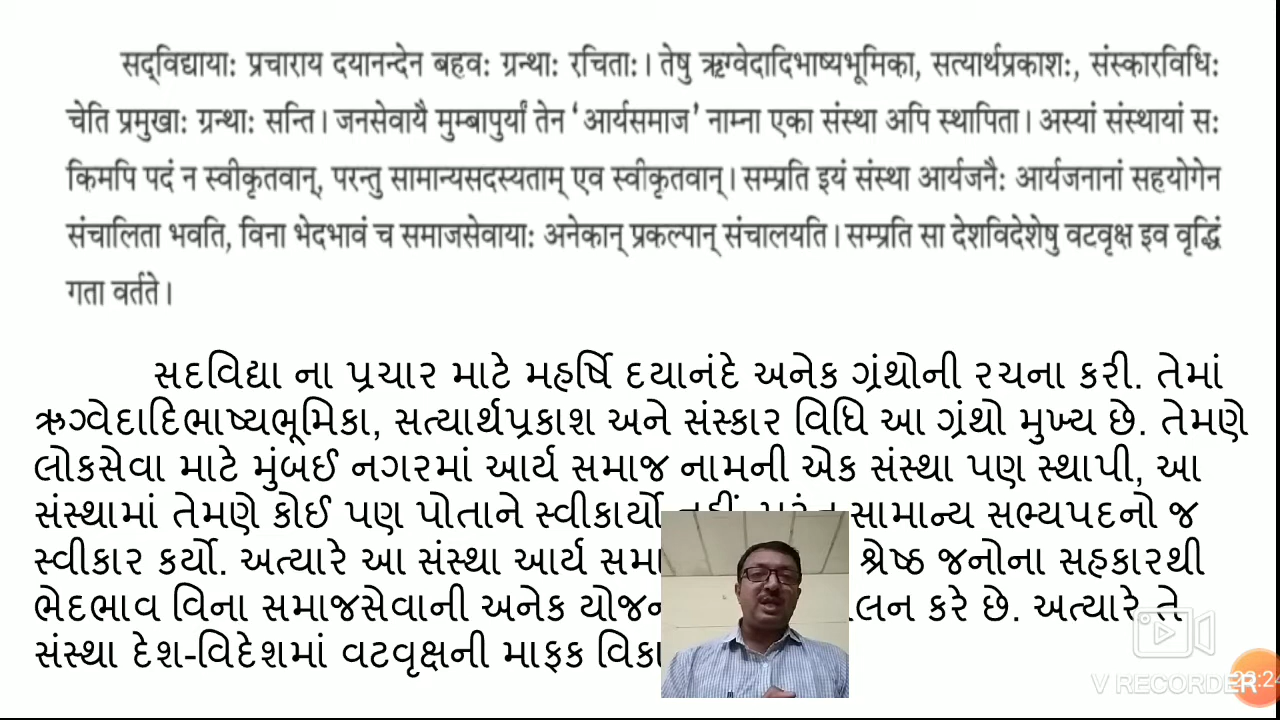 सद्विद्यायाः प्रचाराय दयानन्देन बहवः ग्रन्थाः रचिताः। तेषु ऋग्वेदादिभाष्यभूमिका, सत्यार्थप्रकाशः, संस्कारविधिः
चेति प्रमुखाः ग्रन्थाः सन्ति। जनसेवायै मुम्बापुर्यां तेन 'आर्यसमाज' नाम्ना एका संस्था अपि स्थापिता। अस्यां संस्थायां सः
किमपि पदं न स्वीकृतवान्, परन्तु सामान्यसदस्यताम् एव स्वीकृतवान्। सम्प्रति इयं संस्था आर्यजनैः आर्यजनानां सहयोगेन
संचालिता भवति, विना भेदभावं च समाजसेवायाः अनेकान् प्रकल्पान् संचालयति। सम्प्रति सा देशविदेशेषु वटवृक्ष इव वृद्धिं
गता वर्तते।
સદવિદ્યા ના પ્રચાર માટે મહર્ષિ દયાનંદે અનેક ગ્રંથોની રચના કરી. તેમાં
ઋગ્વેદાદિભાષ્યભૂમિકા, સત્યાર્થપ્રકાશ અને સંસ્કાર વિધિ આ ગ્રંથો મુખ્ય છે. તેમણે
લોકસેવા માટે મુંબઈ નગરમાં આર્ય સમાજ નામની એક સંસ્થા પણ સ્થાપી, આ
સંસ્થામાં તેમણે કોઈ પણ પોતાને સ્વીકાર્યો સામાન્ય સભ્યપદનો જ
સ્વીકાર કર્યો. અત્યારે આ સંસ્થા આર્ય શ્રેષ્ઠ જનોના સહકારથી
ભેદભાવ વિના સમાજસેવાની અનેક કરે છે. અત્યારે તે
સંસ્થા દેશ-વિદેશમાં વટવૃક્ષની માફક
V RECORDER